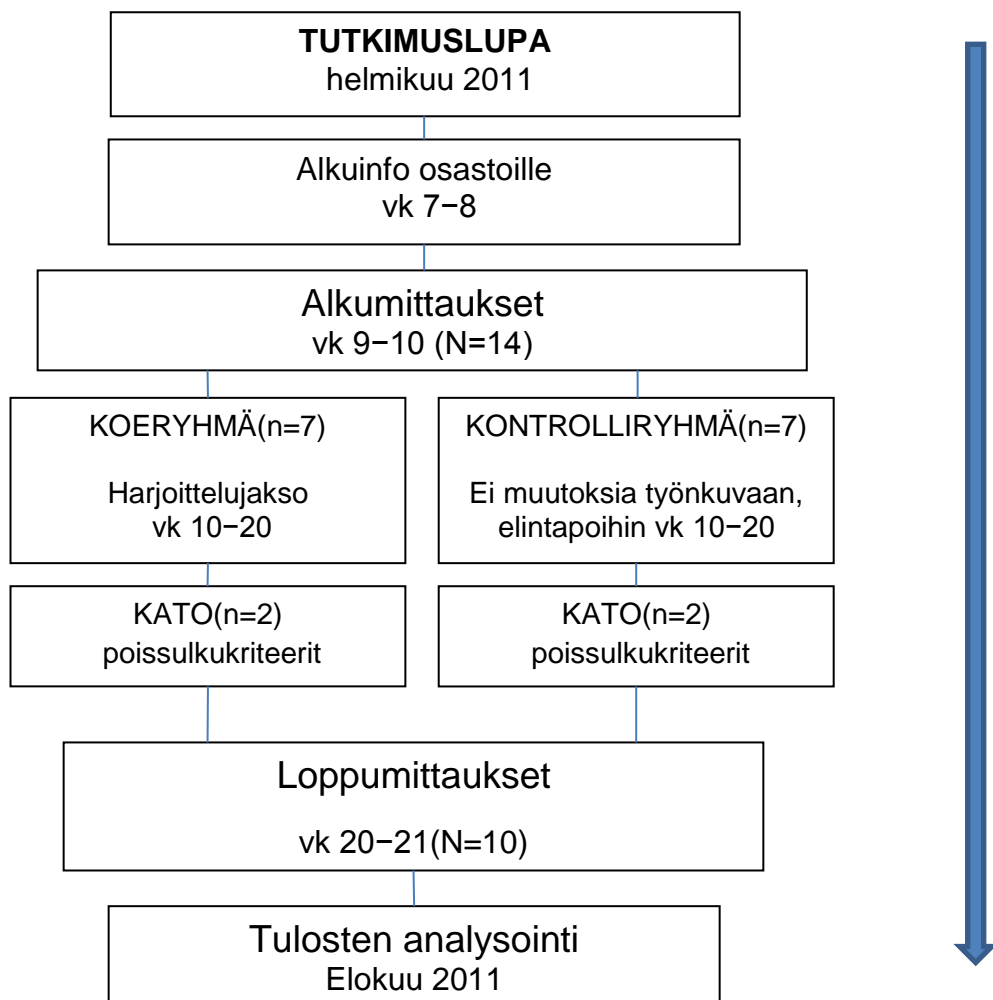 TUTKIMUSLUPA
helmikuu 2011
Alkuinfo osastoille
vk 7−8
Alkumittaukset
vk 9−10 (N=14)
KOERYHMÄ(n=7)
Harjoittelujakso
vk 10−20
KONTROLLIRYHMÄ(n=7)
Ei muutoksia työnkuvaan,
elintapoihin vk 10−20
KATO(n=2)
poissulkukriteerit
KATO(n=2)
poissulkukriteerit
Loppumittaukset
vk 20−21(N=10)
Tulosten analysointi
Elokuu 2011